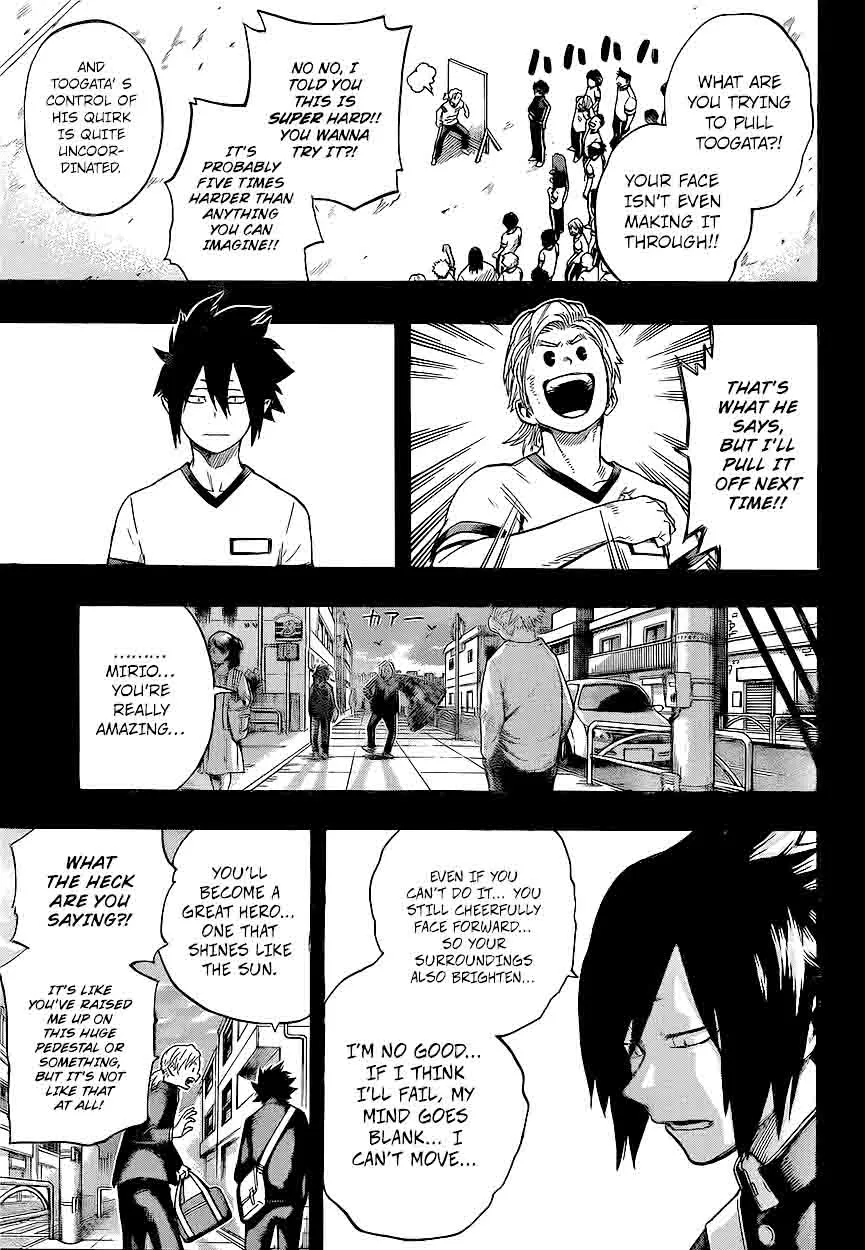 WHAT ARE
YOU TRYING
TO PULL
TOOGATA?!
YOUR FACE
ISN'T EVEN
MAKING IT
THROUGH!!
NO NO, I
TOLD YOU
THIS IS
SUPER HARD!!
YOU WANNA
TRY IT?!
IT'S
PROBABLY
FIVE TIMES
HARDER THAN
ANYTHING
YOU CAN
IMAGINE!!
AND
TOOGATA'S
CONTROL OF
HIS QUIRK
IS QUITE
UNCOOR-
DINATED.
THAT'S
WHAT HE
SAYS,
BUT I'LL
PULL IT
OFF NEXT
TIME!!
カアー
.........
MIRIO...
YOU'RE
REALLY
AMAZING...
EVEN IF YOU
CAN'T DO IT... YOU
STILL CHEERFULLY
FACE FORWARD...
SO YOUR
SURROUNDINGS
ALSO BRIGHTEN...
I'M NO GOOD...
IF I THINK
I'LL FAIL, MY
MIND GOES
BLANK... I
CAN'T MOVE...
YOU'LL
BECOME A
GREAT HERO...
ONE THAT
SHINES LIKE
THE SUN.
WHAT
THE HECK
ARE YOU
SAYING?!
IT'S LIKE
YOU'VE RAISED
ME UP ON
THIS HUGE
PEDESTAL OR
SOMETHING,
BUT IT'S NOT
LIKE THAT
AT ALL!